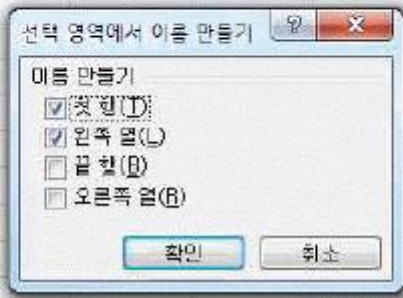 선택 영역에서 이름 만들기
이름 만들기
첫 행(T)
왼쪽 열(L)
끝 행(B)
오른쪽 열(R)
확인
취소